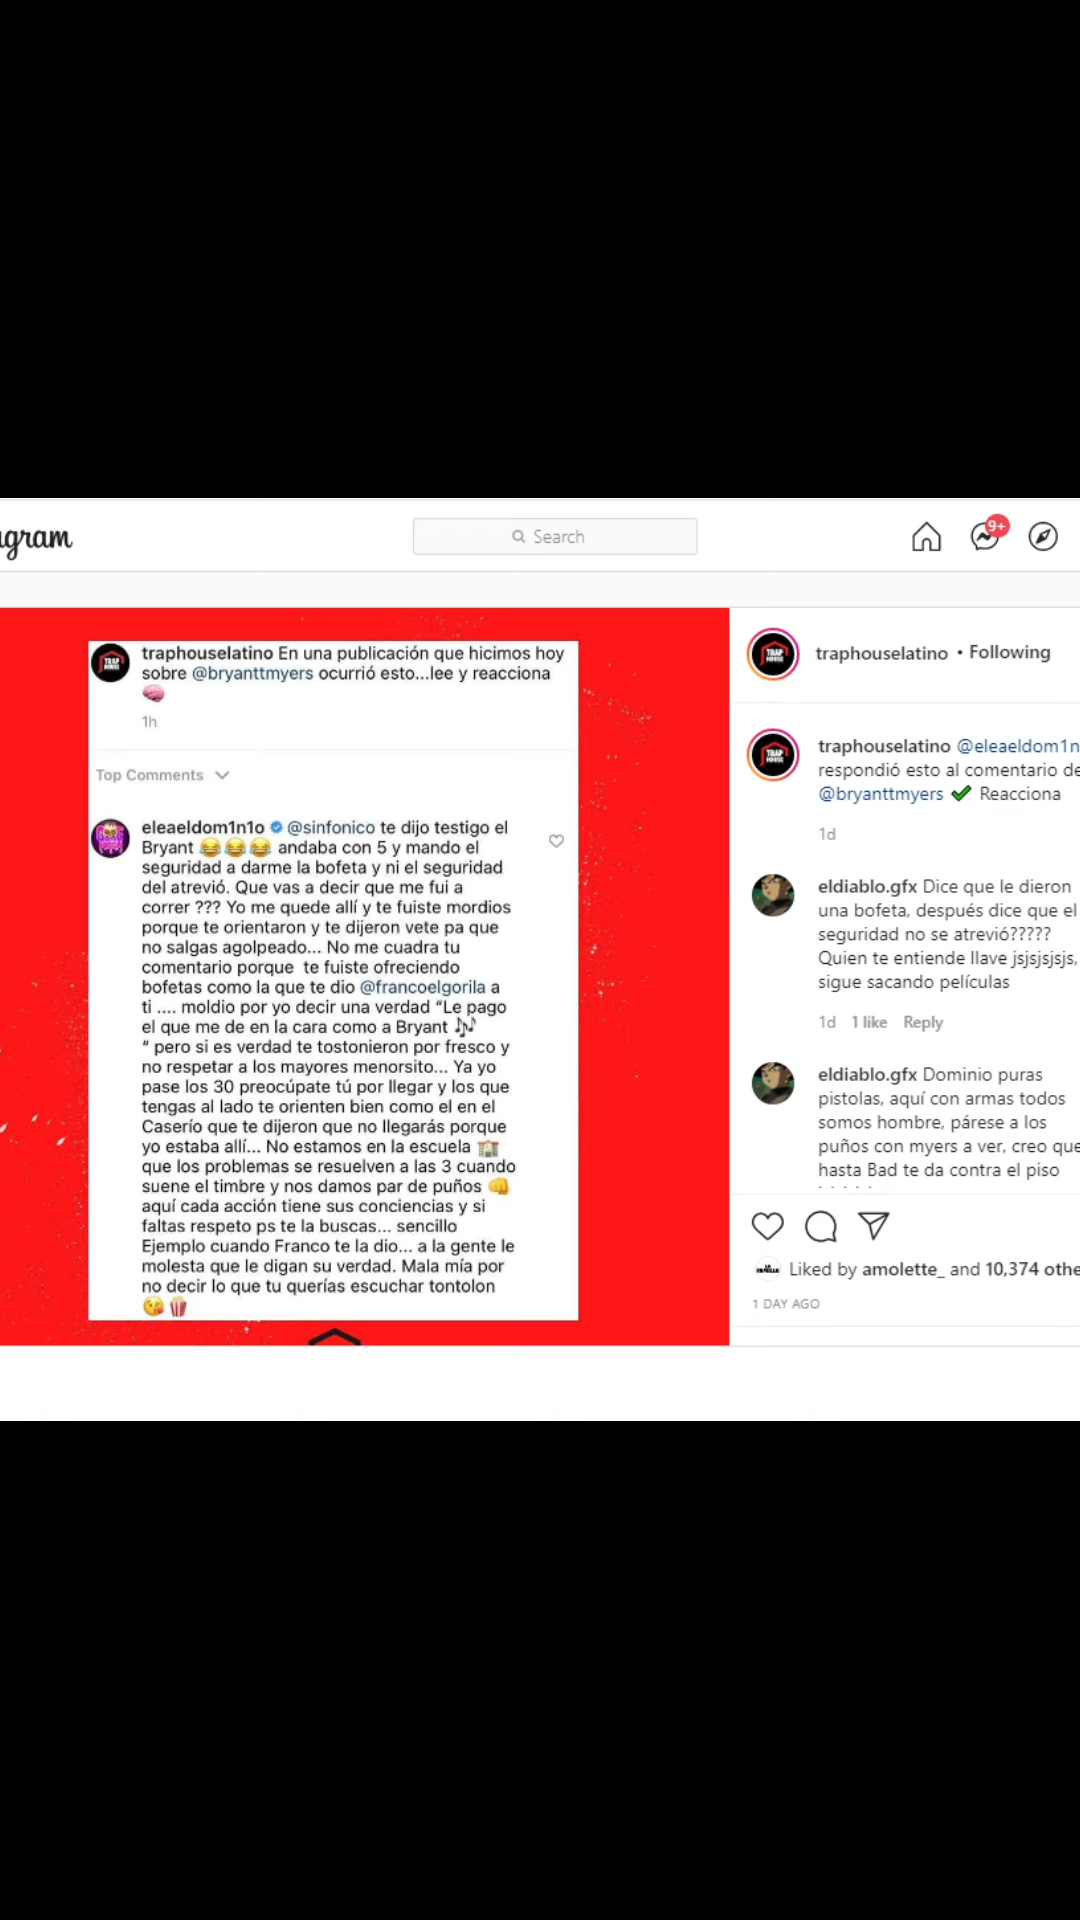 agram
Search
9+
TRAP HOUSE
traphouselatino En una publicación que hicimos hoy
sobre @bryanttmyers ocurrió esto...lee y reacciona
🧠
1h
Top Comments
eleaeldom1n1o @sinfonico te dijo testigo el
Bryant 😂😂😂 andaba con 5 y mando el
seguridad a darme la bofeta y ni el seguridad
del atrevió. Que vas a decir que me fui a
correr ??? Yo me quede allí y te fuiste mordios
porque te orientaron y te dijeron vete pa que
no salgas agolpeado... No me cuadra tu
comentario porque te fuiste ofreciendo
bofetas como la que te dio @francoelgorila a
ti .... moldio por yo decir una verdad “Le pago
el que me de en la cara como a Bryant 🎶
“ pero si es verdad te tostonieron por fresco y
no respetar a los mayores menorsito... Ya yo
pase los 30 preocúpate tú por llegar y los que
tengas al lado te orienten bien como el en el
Caserío que te dijeron que no llegarás porque
yo estaba allí... No estamos en la escuela 🏫
que los problemas se resuelven a las 3 cuando
suene el timbre y nos damos par de puños 👊
aquí cada acción tiene sus conciencias y si
faltas respeto ps te la buscas... sencillo
Ejemplo cuando Franco te la dio... a la gente le
molesta que le digan su verdad. Mala mía por
no decir lo que tu querías escuchar tontolon
😘🍿
TRAP HOUSE
traphouselatino • Following
TRAP HOUSE
traphouselatino @eleaeldom1n
respondió esto al comentario de
@bryanttmyers ✔ Reacciona
1d
eldiablo.gfx Dice que le dieron
una bofeta, después dice que el
seguridad no se atrevió?????
Quien te entiende llave jsjsjsjsjs,
sigue sacando películas
1d 1 like Reply
eldiablo.gfx Dominio puras
pistolas, aquí con armas todos
somos hombre, párese a los
puños con myers a ver, creo que
hasta Bad te da contra el piso
Liked by amolette_ and 10,374 othe
1 DAY AGO